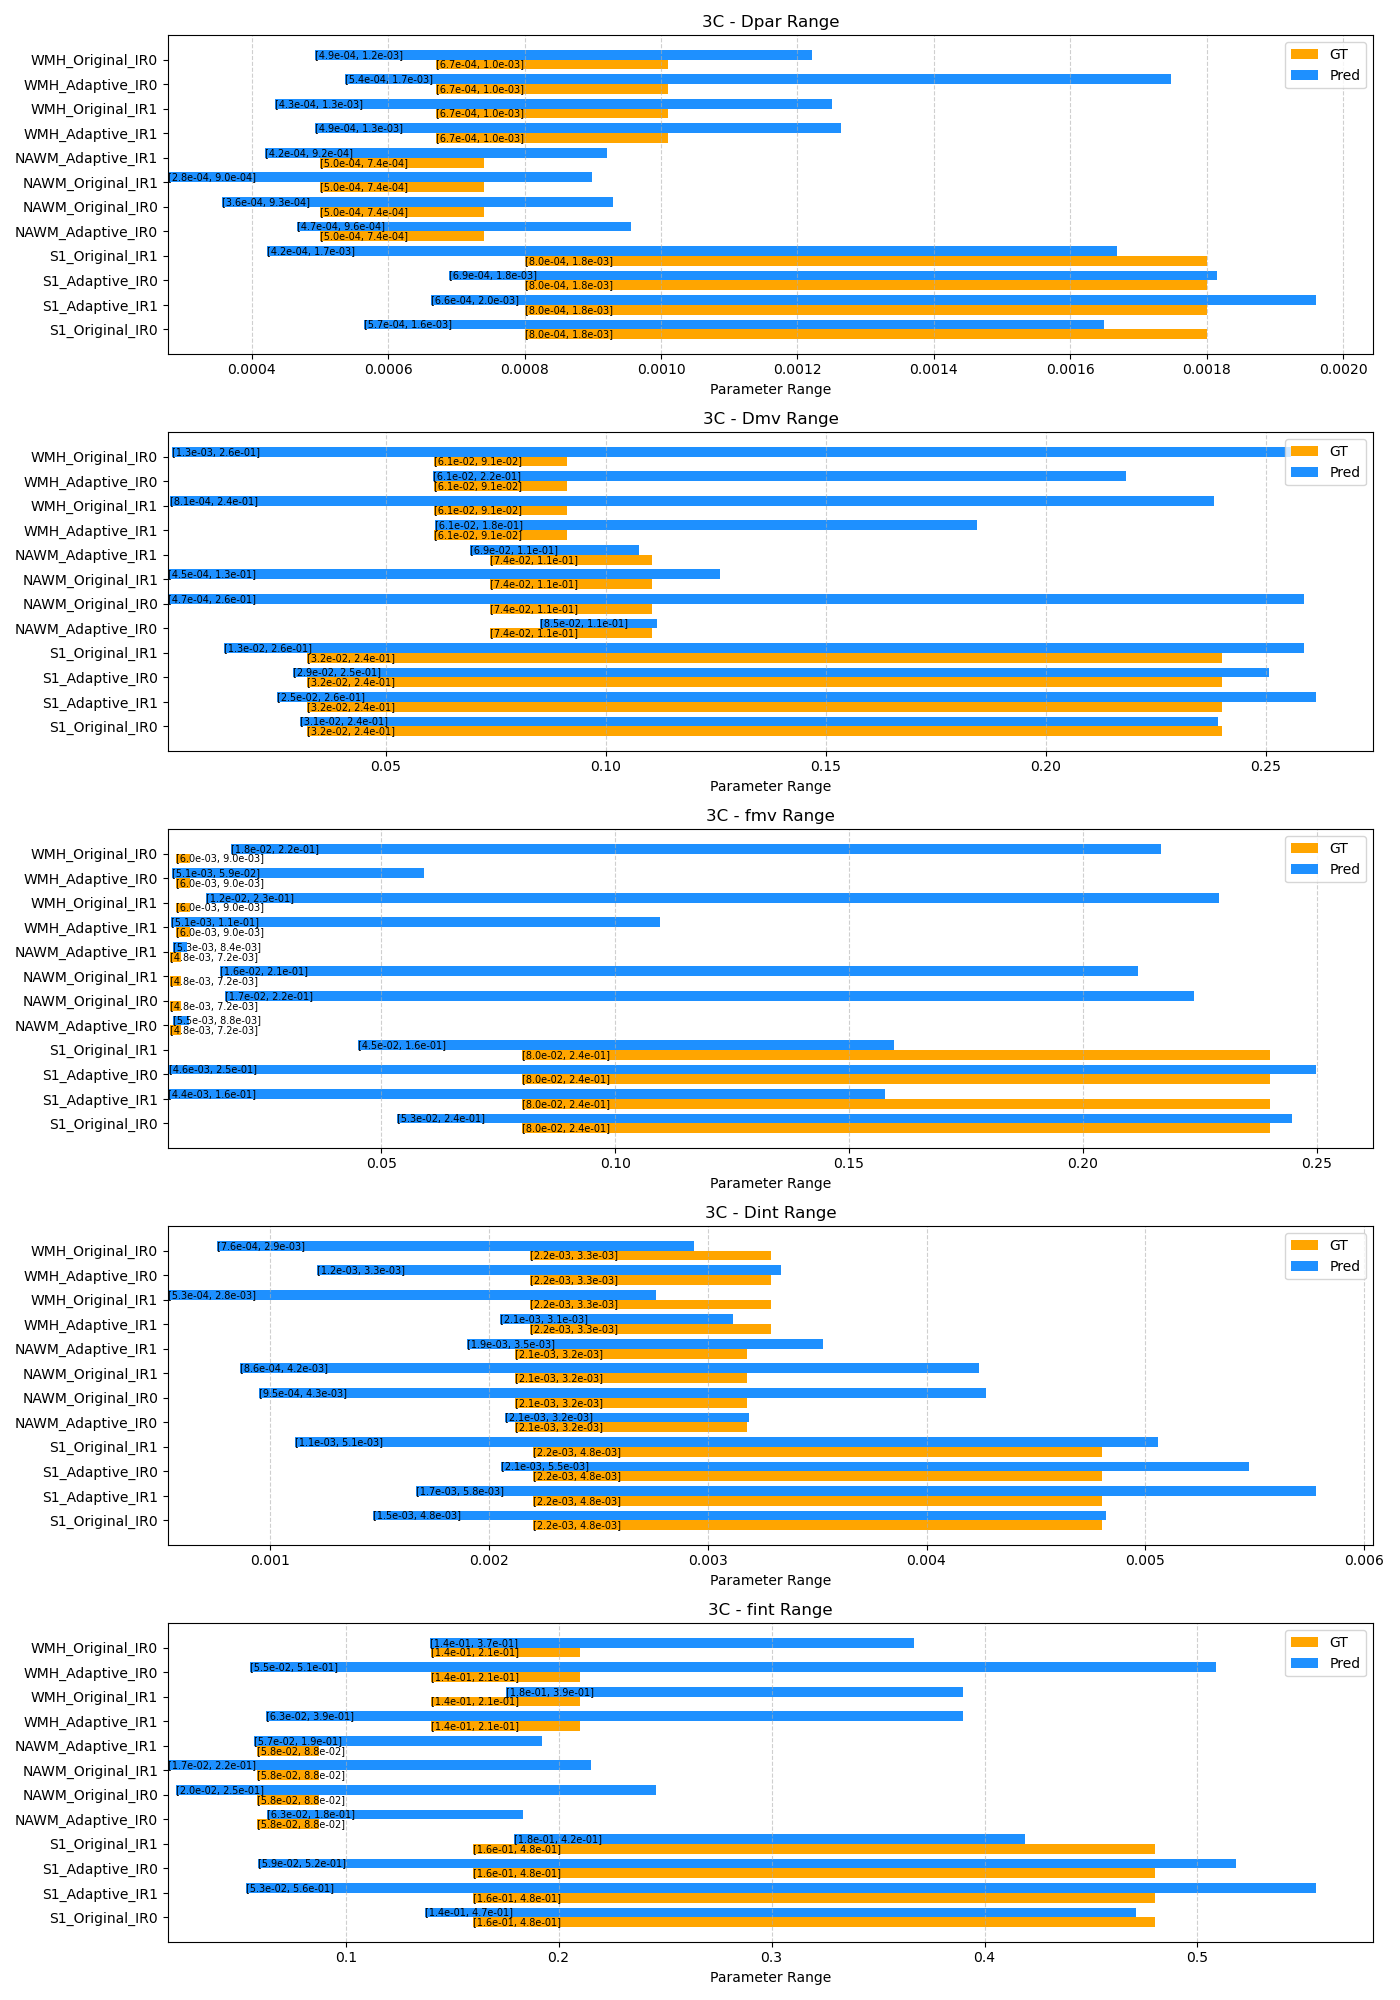 3C - Dpar Range
GT
Pred
WMH_Original_IR0
[4.9e-04, 1.2e-03]
[6.7e-04, 1.0e-03]
WMH_Adaptive_IR0
[5.4e-04, 1.7e-03]
[6.7e-04, 1.0e-03]
WMH_Original_IR1
[4.3e-04, 1.3e-03]
[6.7e-04, 1.0e-03]
WMH_Adaptive_IR1
[4.9e-04, 1.3e-03]
[6.7e-04, 1.0e-03]
NAWM_Adaptive_IR1
[4.2e-04, 9.2e-04]
[5.0e-04, 7.4e-04]
NAWM_Original_IR1
[2.8e-04, 9.0e-04]
[5.0e-04, 7.4e-04]
NAWM_Original_IR0
[3.6e-04, 9.3e-04]
[5.0e-04, 7.4e-04]
NAWM_Adaptive_IR0
[4.7e-04, 9.6e-04]
[5.0e-04, 7.4e-04]
S1_Original_IR1
[4.2e-04, 1.7e-03]
[8.0e-04, 1.8e-03]
S1_Adaptive_IR0
[6.9e-04, 1.8e-03]
[8.0e-04, 1.8e-03]
S1_Adaptive_IR1
[6.6e-04, 2.0e-03]
[8.0e-04, 1.8e-03]
S1_Original_IR0
[5.7e-04, 1.6e-03]
[8.0e-04, 1.8e-03]
0.0004 0.0006 0.0008 0.0010 0.0012 0.0014 0.0016 0.0018 0.0020
Parameter Range
3C - Dmv Range
GT
Pred
WMH_Original_IR0
[1.3e-03, 2.6e-01]
[6.1e-02, 9.1e-02]
WMH_Adaptive_IR0
[6.1e-02, 2.2e-01]
[6.1e-02, 9.1e-02]
WMH_Original_IR1
[8.1e-04, 2.4e-01]
[6.1e-02, 9.1e-02]
WMH_Adaptive_IR1
[6.1e-02, 1.8e-01]
[6.1e-02, 9.1e-02]
NAWM_Adaptive_IR1
[6.9e-02, 1.1e-01]
[7.4e-02, 1.1e-01]
NAWM_Original_IR1
[4.5e-04, 1.3e-01]
[7.4e-02, 1.1e-01]
NAWM_Original_IR0
[4.7e-04, 2.6e-01]
[7.4e-02, 1.1e-01]
NAWM_Adaptive_IR0
[8.5e-02, 1.1e-01]
[7.4e-02, 1.1e-01]
S1_Original_IR1
[1.3e-02, 2.6e-01]
[3.2e-02, 2.4e-01]
S1_Adaptive_IR0
[2.9e-02, 2.5e-01]
[3.2e-02, 2.4e-01]
S1_Adaptive_IR1
[2.5e-02, 2.6e-01]
[3.2e-02, 2.4e-01]
S1_Original_IR0
[3.1e-02, 2.4e-01]
[3.2e-02, 2.4e-01]
0.05 0.10 0.15 0.20 0.25
Parameter Range
3C - fmv Range
GT
Pred
WMH_Original_IR0
[1.8e-02, 2.2e-01]
[6.0e-03, 9.0e-03]
WMH_Adaptive_IR0
[5.1e-03, 5.9e-02]
[6.0e-03, 9.0e-03]
WMH_Original_IR1
[1.2e-02, 2.3e-01]
[6.0e-03, 9.0e-03]
WMH_Adaptive_IR1
[5.1e-03, 1.1e-01]
[6.0e-03, 9.0e-03]
NAWM_Adaptive_IR1
[5.3e-03, 8.4e-03]
[4.8e-03, 7.2e-03]
NAWM_Original_IR1
[1.6e-02, 2.1e-01]
[4.8e-03, 7.2e-03]
NAWM_Original_IR0
[1.7e-02, 2.2e-01]
[4.8e-03, 7.2e-03]
NAWM_Adaptive_IR0
[5.5e-03, 8.8e-03]
[4.8e-03, 7.2e-03]
S1_Original_IR1
[4.5e-02, 1.6e-01]
[8.0e-02, 2.4e-01]
S1_Adaptive_IR0
[4.6e-03, 2.5e-01]
[8.0e-02, 2.4e-01]
S1_Adaptive_IR1
[4.4e-03, 1.6e-01]
[8.0e-02, 2.4e-01]
S1_Original_IR0
[5.3e-02, 2.4e-01]
[8.0e-02, 2.4e-01]
0.05 0.10 0.15 0.20 0.25
Parameter Range
3C - Dint Range
GT
Pred
WMH_Original_IR0
[7.6e-04, 2.9e-03]
[2.2e-03, 3.3e-03]
WMH_Adaptive_IR0
[1.2e-03, 3.3e-03]
[2.2e-03, 3.3e-03]
WMH_Original_IR1
[5.3e-04, 2.8e-03]
[2.2e-03, 3.3e-03]
WMH_Adaptive_IR1
[2.1e-03, 3.1e-03]
[2.2e-03, 3.3e-03]
NAWM_Adaptive_IR1
[1.9e-03, 3.5e-03]
[2.1e-03, 3.2e-03]
NAWM_Original_IR1
[8.6e-04, 4.2e-03]
[2.1e-03, 3.2e-03]
NAWM_Original_IR0
[9.5e-04, 4.3e-03]
[2.1e-03, 3.2e-03]
NAWM_Adaptive_IR0
[2.1e-03, 3.2e-03]
[2.1e-03, 3.2e-03]
S1_Original_IR1
[1.1e-03, 5.1e-03]
[2.2e-03, 4.8e-03]
S1_Adaptive_IR0
[2.1e-03, 5.5e-03]
[2.2e-03, 4.8e-03]
S1_Adaptive_IR1
[1.7e-03, 5.8e-03]
[2.2e-03, 4.8e-03]
S1_Original_IR0
[1.5e-03, 4.8e-03]
[2.2e-03, 4.8e-03]
0.001 0.002 0.003 0.004 0.005 0.006
Parameter Range
3C - fint Range
GT
Pred
WMH_Original_IR0
[1.4e-01, 3.7e-01]
[1.4e-01, 2.1e-01]
WMH_Adaptive_IR0
[5.5e-02, 5.1e-01]
[1.4e-01, 2.1e-01]
WMH_Original_IR1
[1.8e-01, 3.9e-01]
[1.4e-01, 2.1e-01]
WMH_Adaptive_IR1
[6.3e-02, 3.9e-01]
[1.4e-01, 2.1e-01]
NAWM_Adaptive_IR1
[5.7e-02, 1.9e-01]
[5.8e-02, 8.8e-02]
NAWM_Original_IR1
[1.7e-02, 2.2e-01]
[5.8e-02, 8.8e-02]
NAWM_Original_IR0
[2.0e-02, 2.5e-01]
[5.8e-02, 8.8e-02]
NAWM_Adaptive_IR0
[6.3e-02, 1.8e-01]
[5.8e-02, 8.8e-02]
S1_Original_IR1
[1.8e-01, 4.2e-01]
[1.6e-01, 4.8e-01]
S1_Adaptive_IR0
[5.9e-02, 5.2e-01]
[1.6e-01, 4.8e-01]
S1_Adaptive_IR1
[5.3e-02, 5.6e-01]
[1.6e-01, 4.8e-01]
S1_Original_IR0
[1.4e-01, 4.7e-01]
[1.6e-01, 4.8e-01]
0.1 0.2 0.3 0.4 0.5
Parameter Range